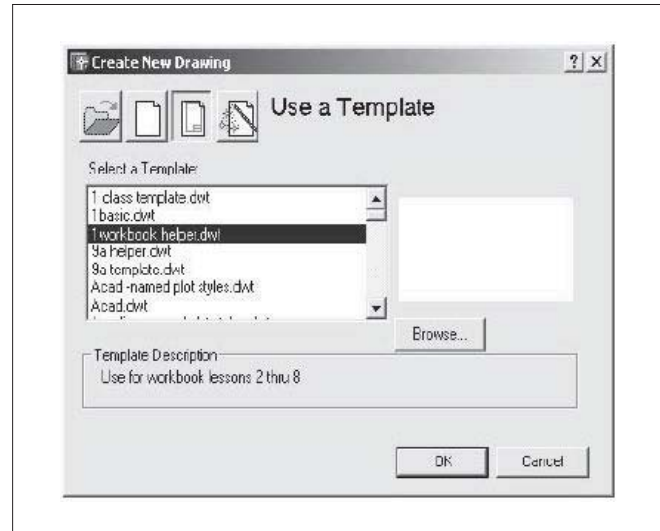 Create New Drawing
Use a Template
Select a Template:
1 class template.dwt
1basic.dwt
1workbook helper.dwt
9a helper.dwt
9a template.dwt
Acad -named plot styles.dwt
Acad.dwt
Browse...
Template Description
Use for workbook lessons 2 thru 8
OK
Cancel